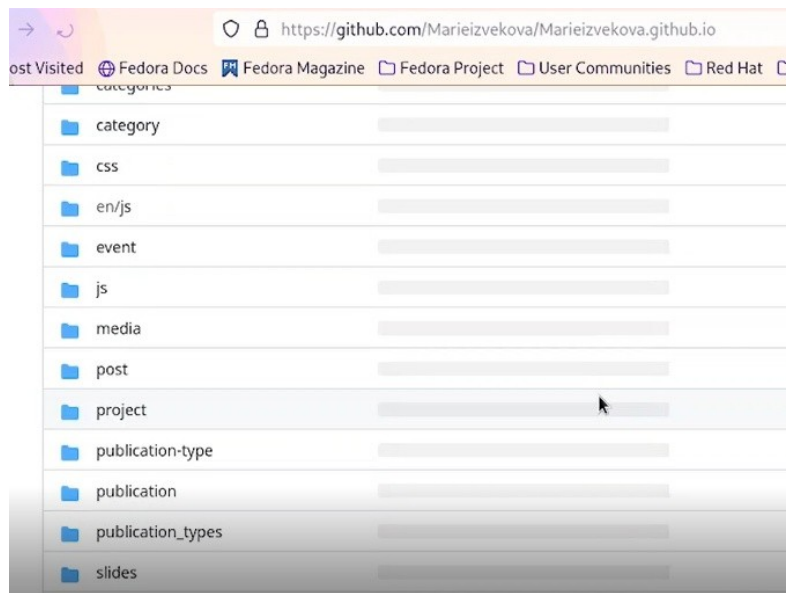 https://github.com/Marieizvekova/Marieizvekova.github.io
ost Visited Fedora Docs Fedora Magazine Fedora Project User Communities Red Hat
categories
category
css
en/js
event
js
media
post
project
publication-type
publication
publication_types
slides